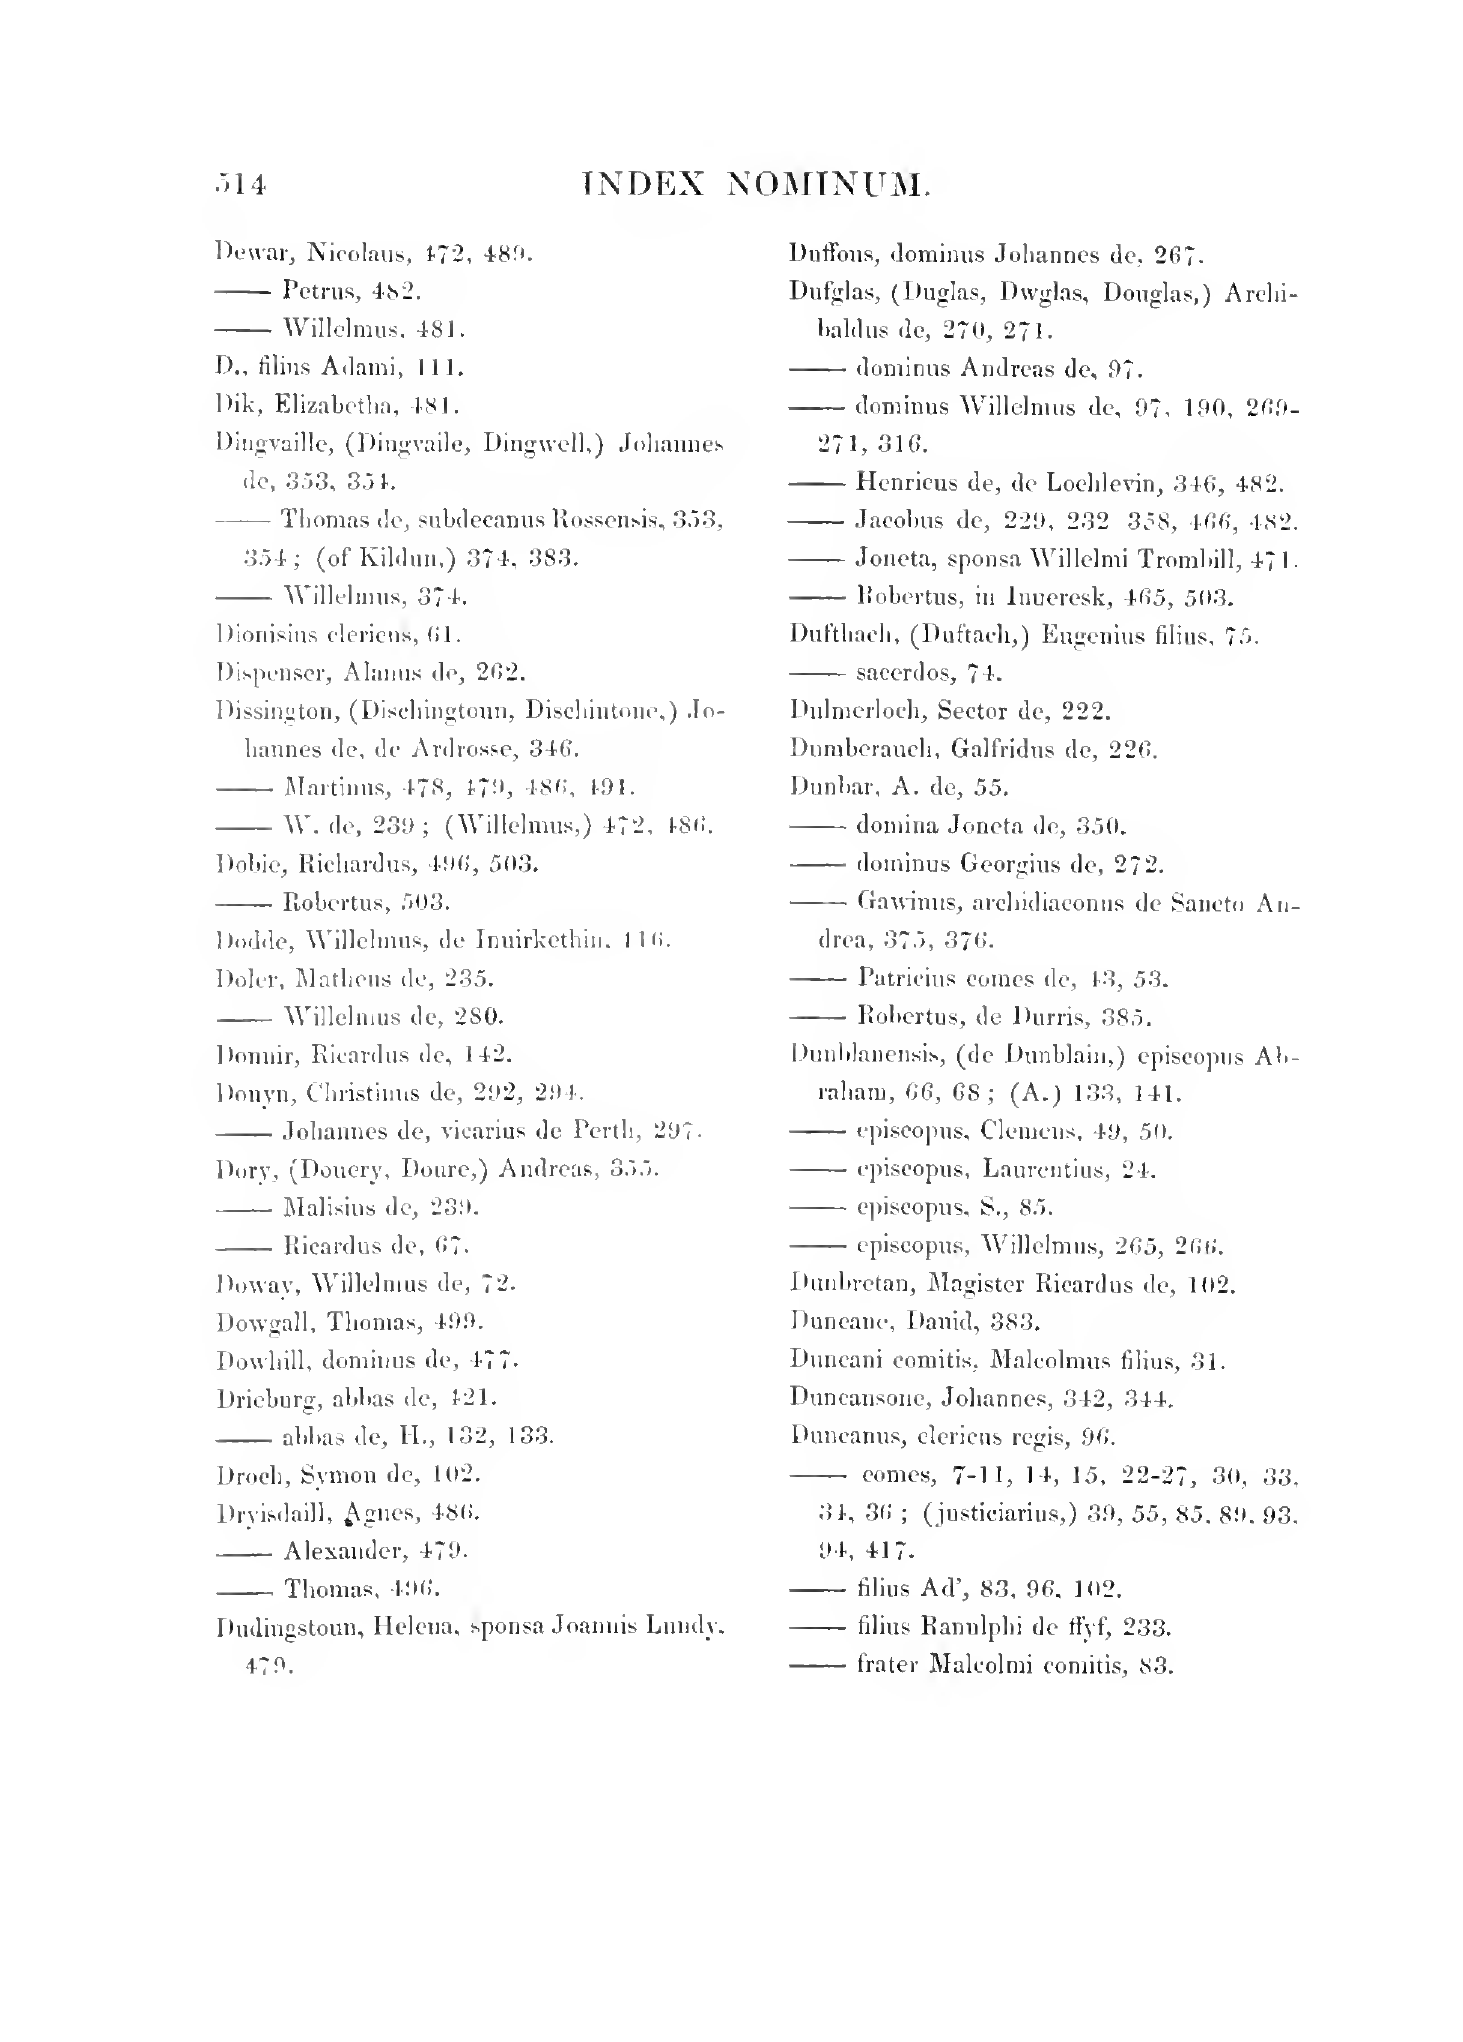 514
INDEX NOMINUM.
Dewar, Nicolaus, 472, 489.
—— Petrus, 482.
—— Willelmus, 481.
D., filius Adami, 111.
Dik, Elizabetha, 481.
Dingvaille, (Dingvaile, Dingwell,) Johannes
de, 353, 354.
—— Thomas de, subdecanus Rossensis, 353,
354; (of Kildun,) 374, 383.
—— Willelmus, 374.
Dionisius clericus, 61.
Dispenser, Alanus de, 262.
Dissington, (Dischingtoun, Dischintone,) Jo-
hannes de, de Ardrosse, 346.
—— Martinus, 478, 479, 486, 491.
—— W. de, 239; (Willelmus,) 472, 486.
Dobie, Richardus, 496, 503.
—— Robertus, 503.
Dodde, Willelmus, de Inuirkethin, 116.
Doler, Matheus de, 235.
—— Willelmus de, 280.
Donuir, Ricardus de, 142.
Donyn, Christinus de, 292, 294.
—— Johannes de, vicarius de Perth, 297.
Dory, (Douery, Doure,) Andreas, 355.
—— Malisius de, 239.
—— Ricardus de, 67.
Doway, Willelmus de, 72.
Dowgall, Thomas, 499.
Dowhill, dominus de, 477.
Drieburg, abbas de, 421.
—— abbas de, H., 132, 133.
Droch, Symon de, 102.
Dryisdaill, Agnes, 486.
—— Alexander, 479.
—— Thomas, 496.
Dudingstoun, Helena, sponsa Joannis Lundy,
479.
Duffous, dominus Johannes de, 267.
Dufglas, (Duglas, Dwglas, Douglas,) Archi-
baldus de, 270, 271.
—— dominus Andreas de, 97.
—— dominus Willelmus de, 97, 190, 269-
271, 316.
—— Henricus de, de Lochlevin, 346, 482.
—— Jacobus de, 229, 232 358, 466, 482.
—— Joneta, sponsa Willelmi Trombill, 471.
—— Robertus, in Inueresk, 465, 503.
Dufthach, (Duftach,) Eugenius filius, 75.
—— sacerdos, 74.
Dulmerloch, Sector de, 222.
Dumberauch, Galfridus de, 226.
Dunbar, A. de, 55.
—— domina Joneta de, 350.
—— dominus Georgius de, 272.
—— Gawinus, archidiaconus de Sancto An-
drea, 375, 376.
—— Patricius comes de, 43, 53.
—— Robertus, de Durris, 385.
Dunblanensis, (de Dunblain,) episcopus Ab-
raham, 66, 68; (A.) 133, 141.
—— episcopus, Clemens, 49, 50.
—— episcopus, Laurentius, 24.
—— episcopus, S., 85.
—— episcopus, Willelmus, 265, 266.
Dunbretan, Magister Ricardus de, 102.
Duncane, Dauid, 383.
Duncani comitis, Malcolmus filius, 31.
Duncansone, Johannes, 342, 344.
Duncanus, clericus regis, 96.
—— comes, 7-11, 14, 15, 22-27, 30, 33,
34, 36; (justiciarius,) 39, 55, 85, 89, 93,
94, 417.
—— filius Ad’, 83, 96, 102.
—— filius Ranulphi de ffyf, 233.
—— frater Malcolmi comitis, 83.